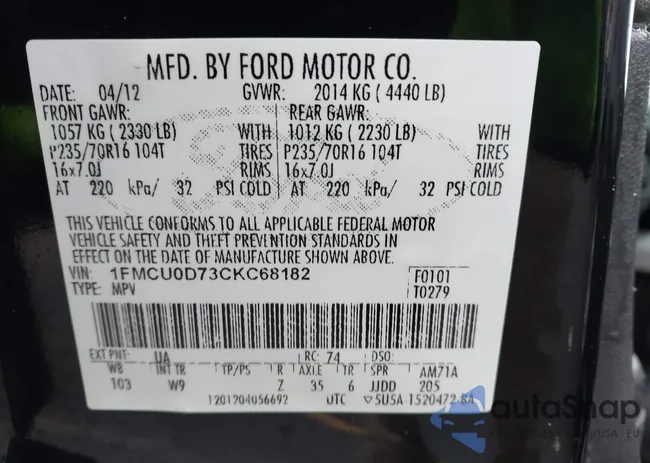 MFD. BY FORD MOTOR CO.
DATE: 04/12 GVWR: 2014 KG ( 4440 LB)
FRONT GAWR: REAR GAWR:
1057 KG ( 2330 LB) WITH 1012 KG ( 2230 LB) WITH
P235/70R16 104T TIRES P235/70R16 104T TIRES
16x7.0J RIMS 16x7.0J RIMS
AT 220 kPa/ 32 PSI COLD AT 220 kPa/ 32 PSI COLD
THIS VEHICLE CONFORMS TO ALL APPLICABLE FEDERAL MOTOR
VEHICLE SAFETY AND THEFT PREVENTION STANDARDS IN
EFFECT ON THE DATE OF MANUFACTURE SHOWN ABOVE.
VIN: 1FMCU0D73CKC68182 F0101
TYPE: MPV T0279
EXT PNT: UA RC: 74 DSO:
WB INT TR TP/PS R AXLE TR SPR AM71A
103 W9 Z 35 6 JJDD 205
1201204056692 UTC ▽5U5A-1520472-BA
autoShap